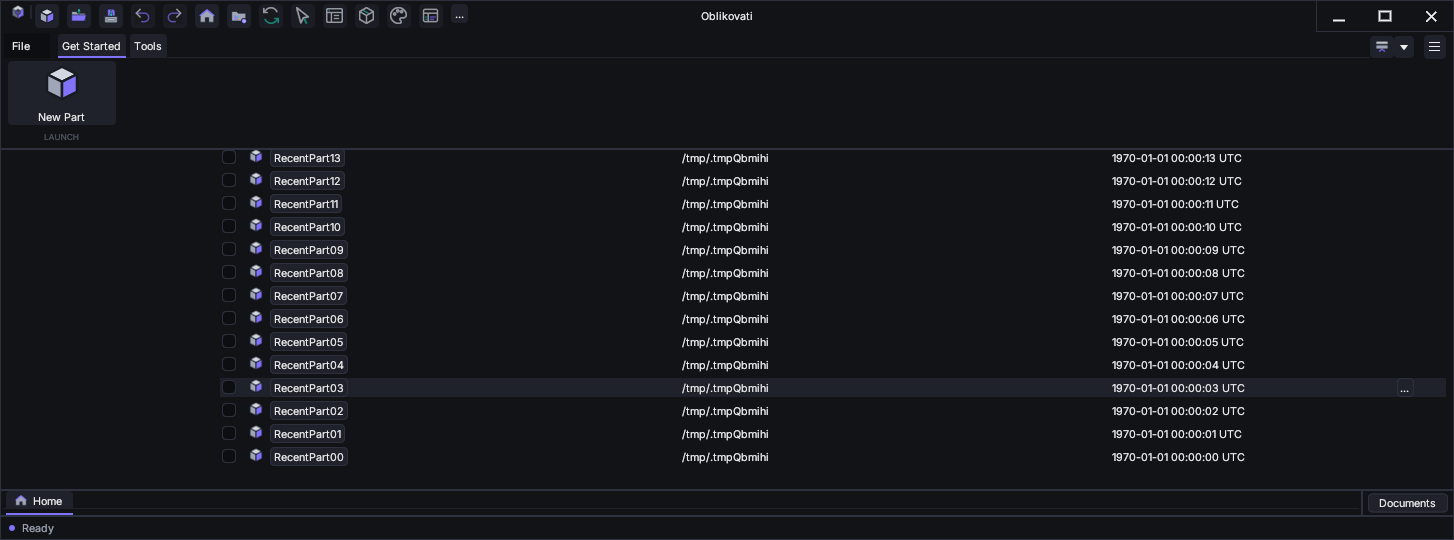 ...
Oblikovati
File
Get Started
Tools
New Part
LAUNCH
RecentPart13 /tmp/.tmpQbmihi 1970-01-01 00:00:13 UTC
RecentPart12 /tmp/.tmpQbmihi 1970-01-01 00:00:12 UTC
RecentPart11 /tmp/.tmpQbmihi 1970-01-01 00:00:11 UTC
RecentPart10 /tmp/.tmpQbmihi 1970-01-01 00:00:10 UTC
RecentPart09 /tmp/.tmpQbmihi 1970-01-01 00:00:09 UTC
RecentPart08 /tmp/.tmpQbmihi 1970-01-01 00:00:08 UTC
RecentPart07 /tmp/.tmpQbmihi 1970-01-01 00:00:07 UTC
RecentPart06 /tmp/.tmpQbmihi 1970-01-01 00:00:06 UTC
RecentPart05 /tmp/.tmpQbmihi 1970-01-01 00:00:05 UTC
RecentPart04 /tmp/.tmpQbmihi 1970-01-01 00:00:04 UTC
RecentPart03 /tmp/.tmpQbmihi 1970-01-01 00:00:03 UTC ...
RecentPart02 /tmp/.tmpQbmihi 1970-01-01 00:00:02 UTC
RecentPart01 /tmp/.tmpQbmihi 1970-01-01 00:00:01 UTC
RecentPart00 /tmp/.tmpQbmihi 1970-01-01 00:00:00 UTC
Home
Documents
Ready